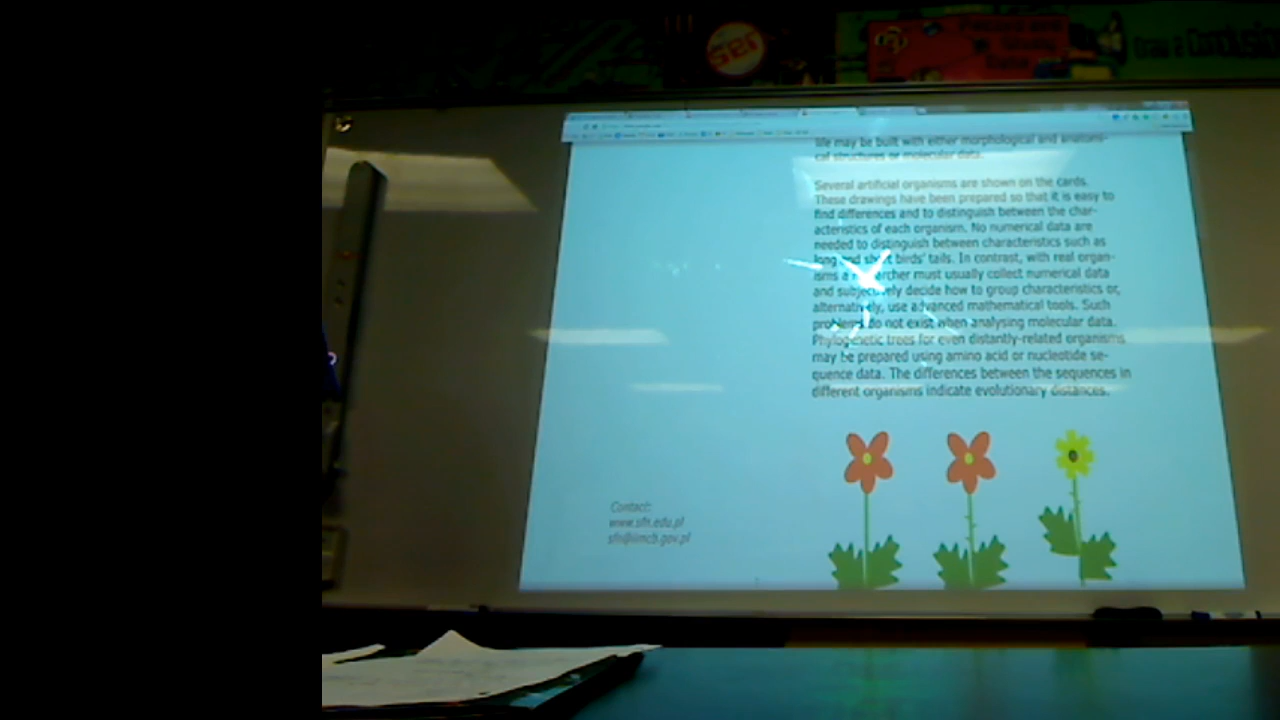 life may be built with either morphological and anatomi-
cal structures or molecular data.
Several artificial organisms are shown on the cards.
These drawings have been prepared so that it is easy to
find differences and to distinguish between the char-
acteristics of each organism. No numerical data are
needed to distinguish between characteristics such as
long and short birds' tails. In contrast, with real organ-
isms a researcher must usually collect numerical data
and subjectively decide how to group characteristics or,
alternatively, use advanced mathematical tools. Such
problems do not exist when analysing molecular data.
Phylogenetic trees for even distantly-related organisms
may be prepared using amino acid or nucleotide se-
quence data. The differences between the sequences in
different organisms indicate evolutionary distances.
Contact:
www.sfn.edu.pl
sfn@iimcb.gov.pl